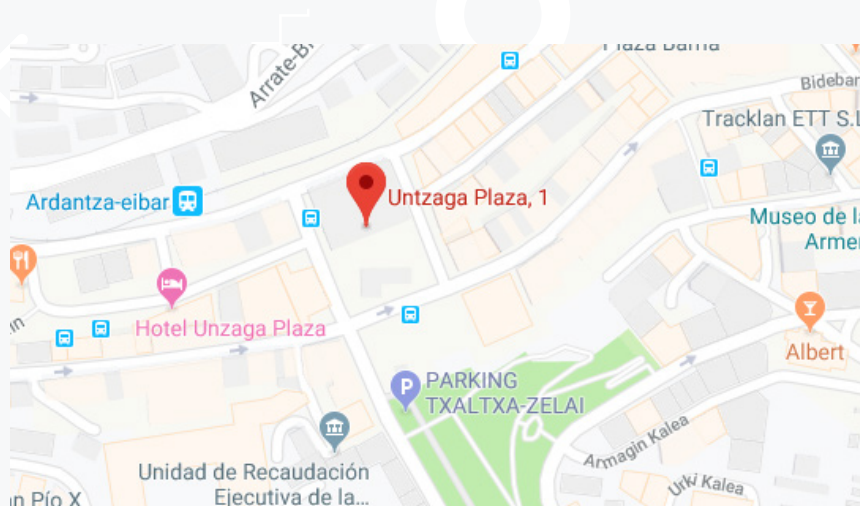 Plaza Barria
Arrate-Bi
Bidebar
Tracklan ETT S.L
Untzaga Plaza, 1
Ardantza-eibar
Museo de la
Armer
Hotel Unzaga Plaza
Albert
P
PARKING
TXALTXA-ZELAI
Armagin Kalea
Unidad de Recaudación
Ejecutiva de la...
Urki Kalea
n Pío X